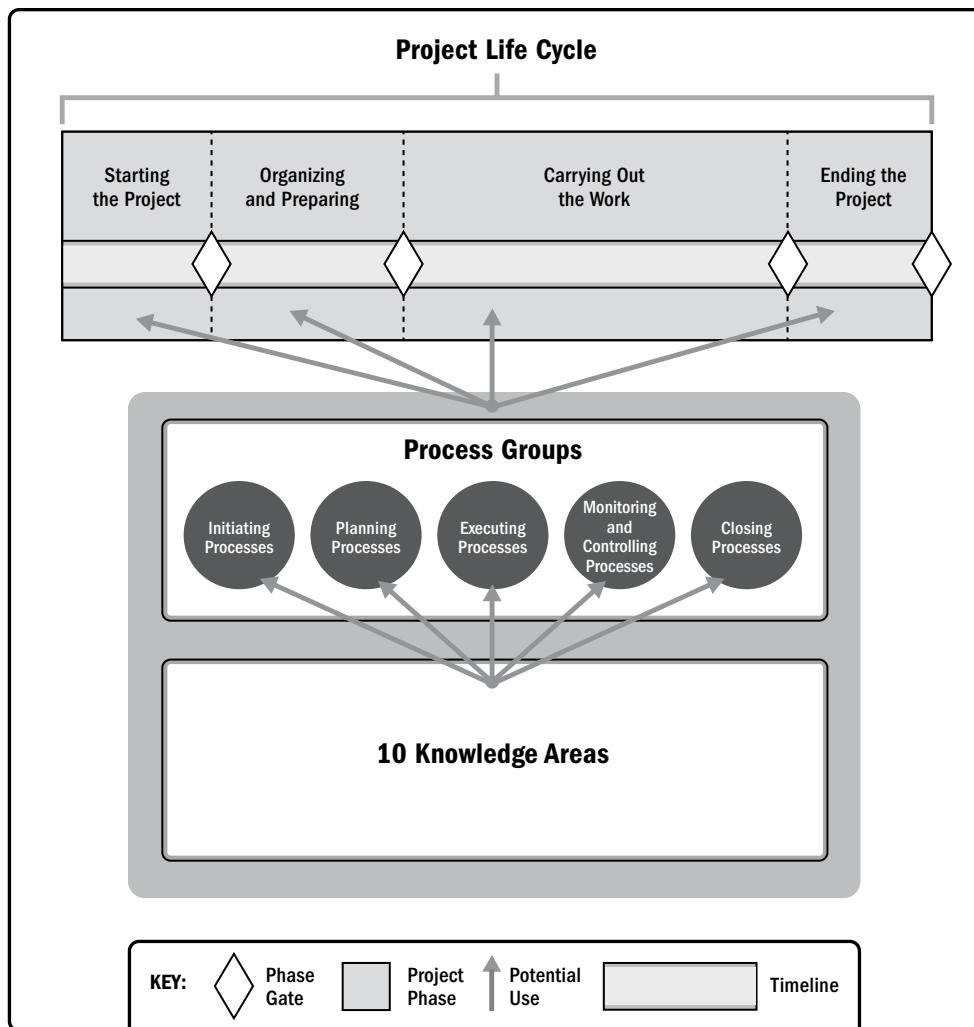 Project Life Cycle
Starting
the Project
Organizing
and Preparing
Carrying Out
the Work
Ending the
Project
Process Groups
Initiating
Processes
Planning
Processes
Executing
Processes
Monitoring
and
Controlling
Processes
Closing
Processes
10 Knowledge Areas
KEY:
Phase
Gate
Project
Phase
Potential
Use
Timeline